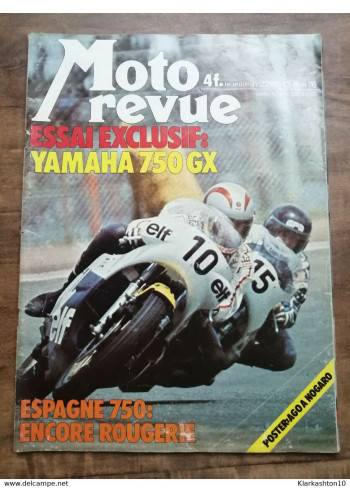 Moto
revue
4f.
ESSAI EXCLUSIF:
YAMAHA 750 GX
elf
10
15
elf
elf
ESPAGNE 750:
ENCORE ROUGERIE
POSTER:AGO A NOGARO
delcampe.net
Klarkashton10